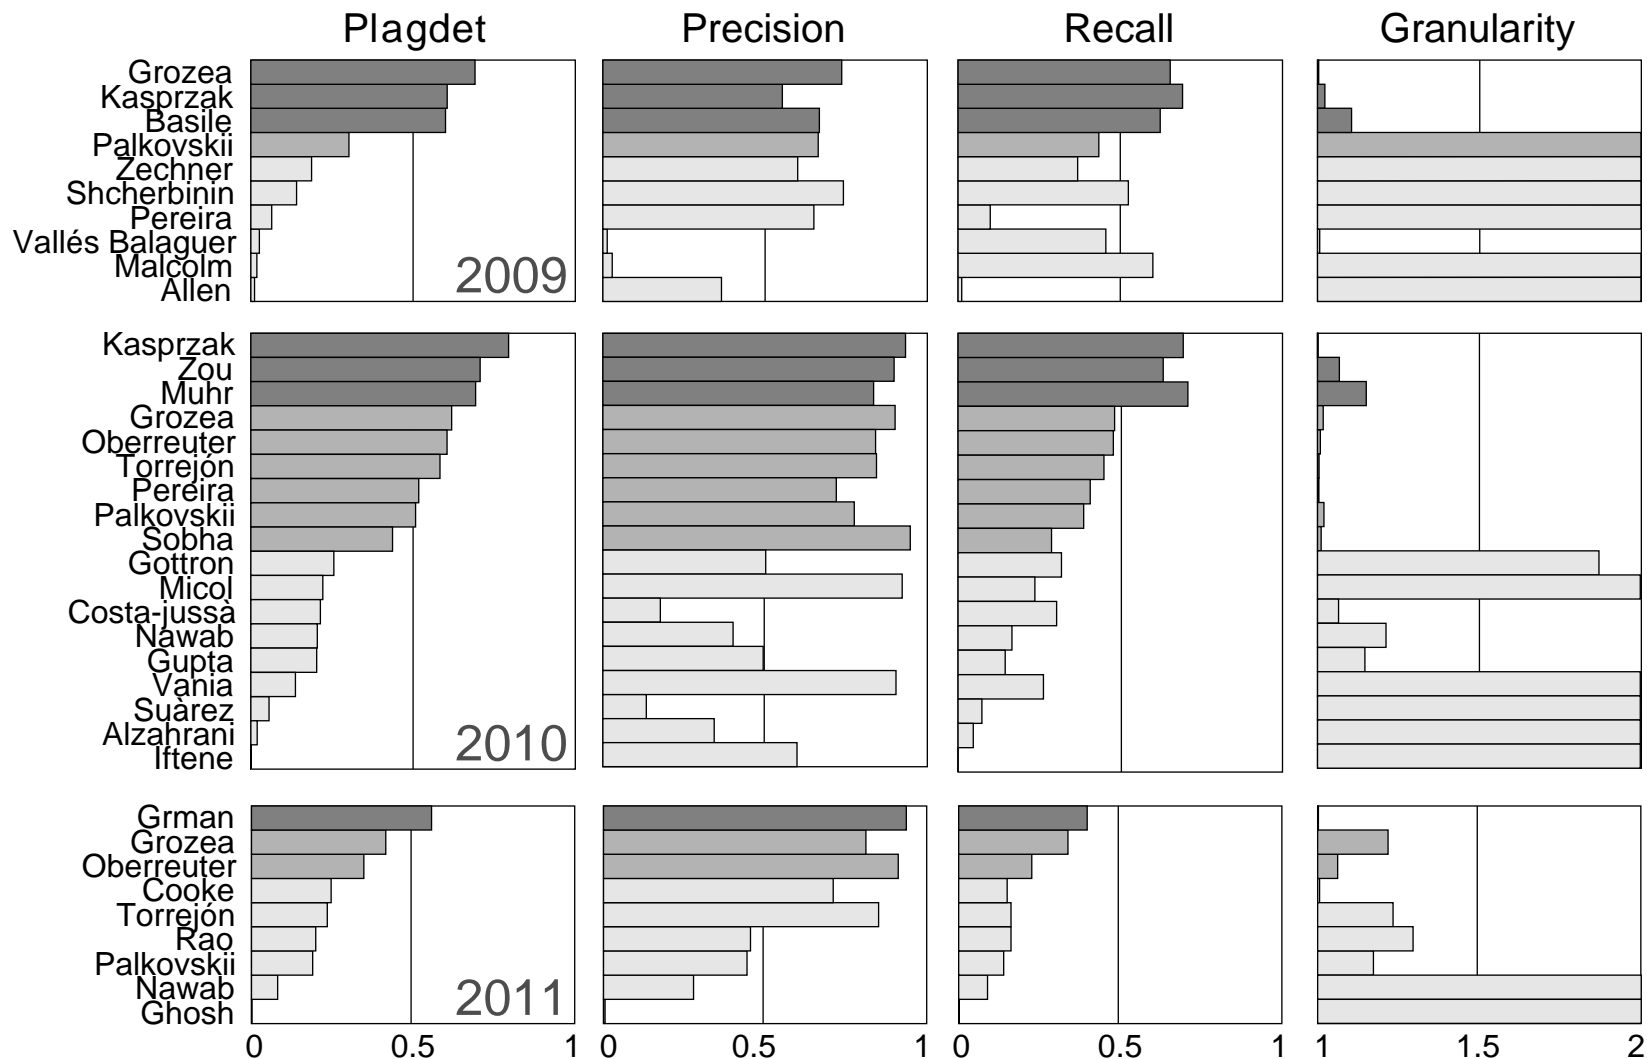 Plagdet Precision Recall Granularity
Grozea
Kasprzak
Basile
Palkovskii
Zechner
Shcherbinin
Pereira
Vallés Balaguer
Malcolm
Allen
2009
Kasprzak
Zou
Muhr
Grozea
Oberreuter
Torrejón
Pereira
Palkovskii
Sobha
Gottron
Micol
Costa-jussà
Nawab
Gupta
Vania
Suàrez
Alzahrani
Iftene
2010
Grman
Grozea
Oberreuter
Cooke
Torrejón
Rao
Palkovskii
Nawab
Ghosh
2011
0 0.5 1 0 0.5 1 0 0.5 1 1 1.5 2